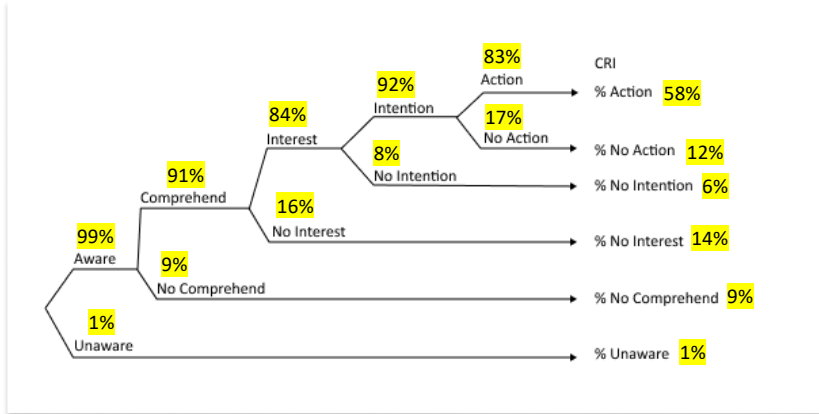 83%
Action
CRI
% Action 58%
92%
Intention
17%
No Action
% No Action 12%
84%
Interest
8%
No Intention
% No Intention 6%
91%
Comprehend
16%
No Interest
% No Interest 14%
99%
Aware
9%
No Comprehend
% No Comprehend 9%
1%
Unaware
% Unaware 1%